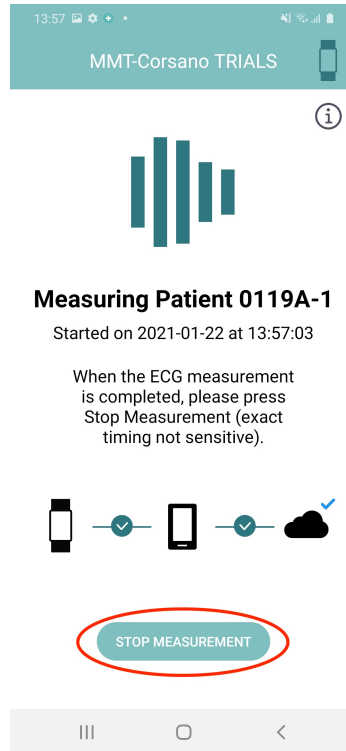 13:57
MMT-Corsano TRIALS
Measuring Patient 0119A-1
Started on 2021-01-22 at 13:57:03
When the ECG measurement
is completed, please press
Stop Measurement (exact
timing not sensitive).
STOP MEASUREMENT